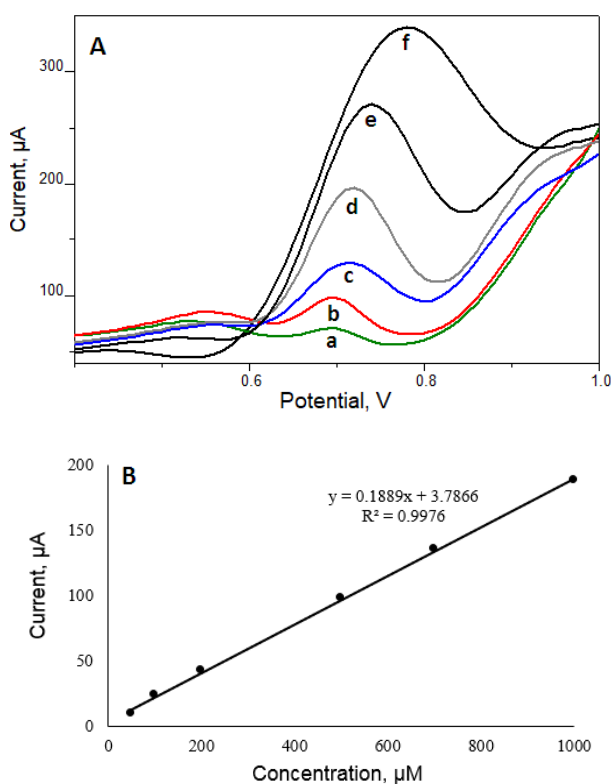 A
300
200
100
Current, µA
f
e
d
c
b
a
0.6
0.8
1.0
Potential, V
B
y = 0.1889x + 3.7866
R² = 0.9976
200
150
100
50
0
Current, µA
0
200
400
600
800
1000
Concentration, µM